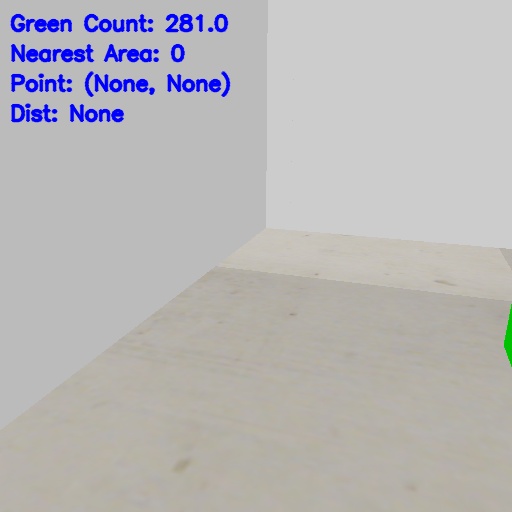 Green Count: 281.0
Nearest Area: 0
Point: (None, None)
Dist: None